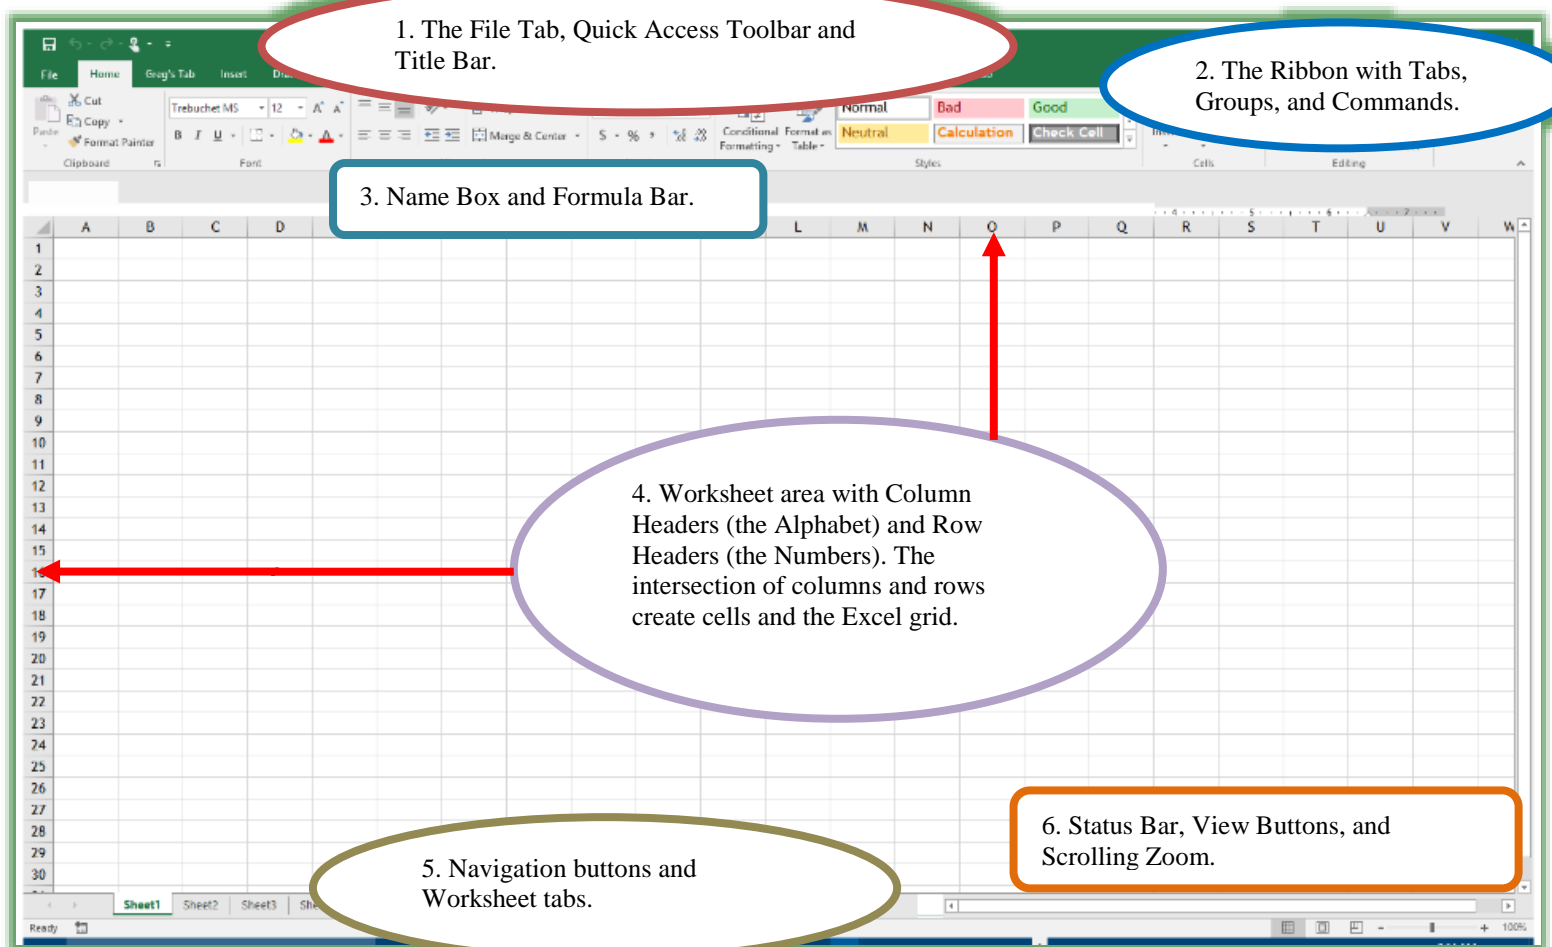 1. The File Tab, Quick Access Toolbar and
Title Bar.
2. The Ribbon with Tabs,
Groups, and Commands.
File Home Greg's Tab Insert
Cut
Copy
Format Painter
Paste
Trebuchet MS 12
B I U
Merge & Center
$ % ,
Conditional Format as
Formatting Table
Normal Bad Good
Neutral Calculation Check Cell
Clipboard Font Styles Cells Editing
3. Name Box and Formula Bar.
4 5 6 7
A B C D L M N O P Q R S T U V W
1
2
3
4
5
6
7
8
9
10
11
12
13
14
15
16
17
18
19
20
21
22
23
24
25
26
27
28
29
30
4. Worksheet area with Column
Headers (the Alphabet) and Row
Headers (the Numbers). The
intersection of columns and rows
create cells and the Excel grid.
6. Status Bar, View Buttons, and
Scrolling Zoom.
5. Navigation buttons and
Worksheet tabs.
Sheet1 Sheet2 Sheet3
Ready
100%